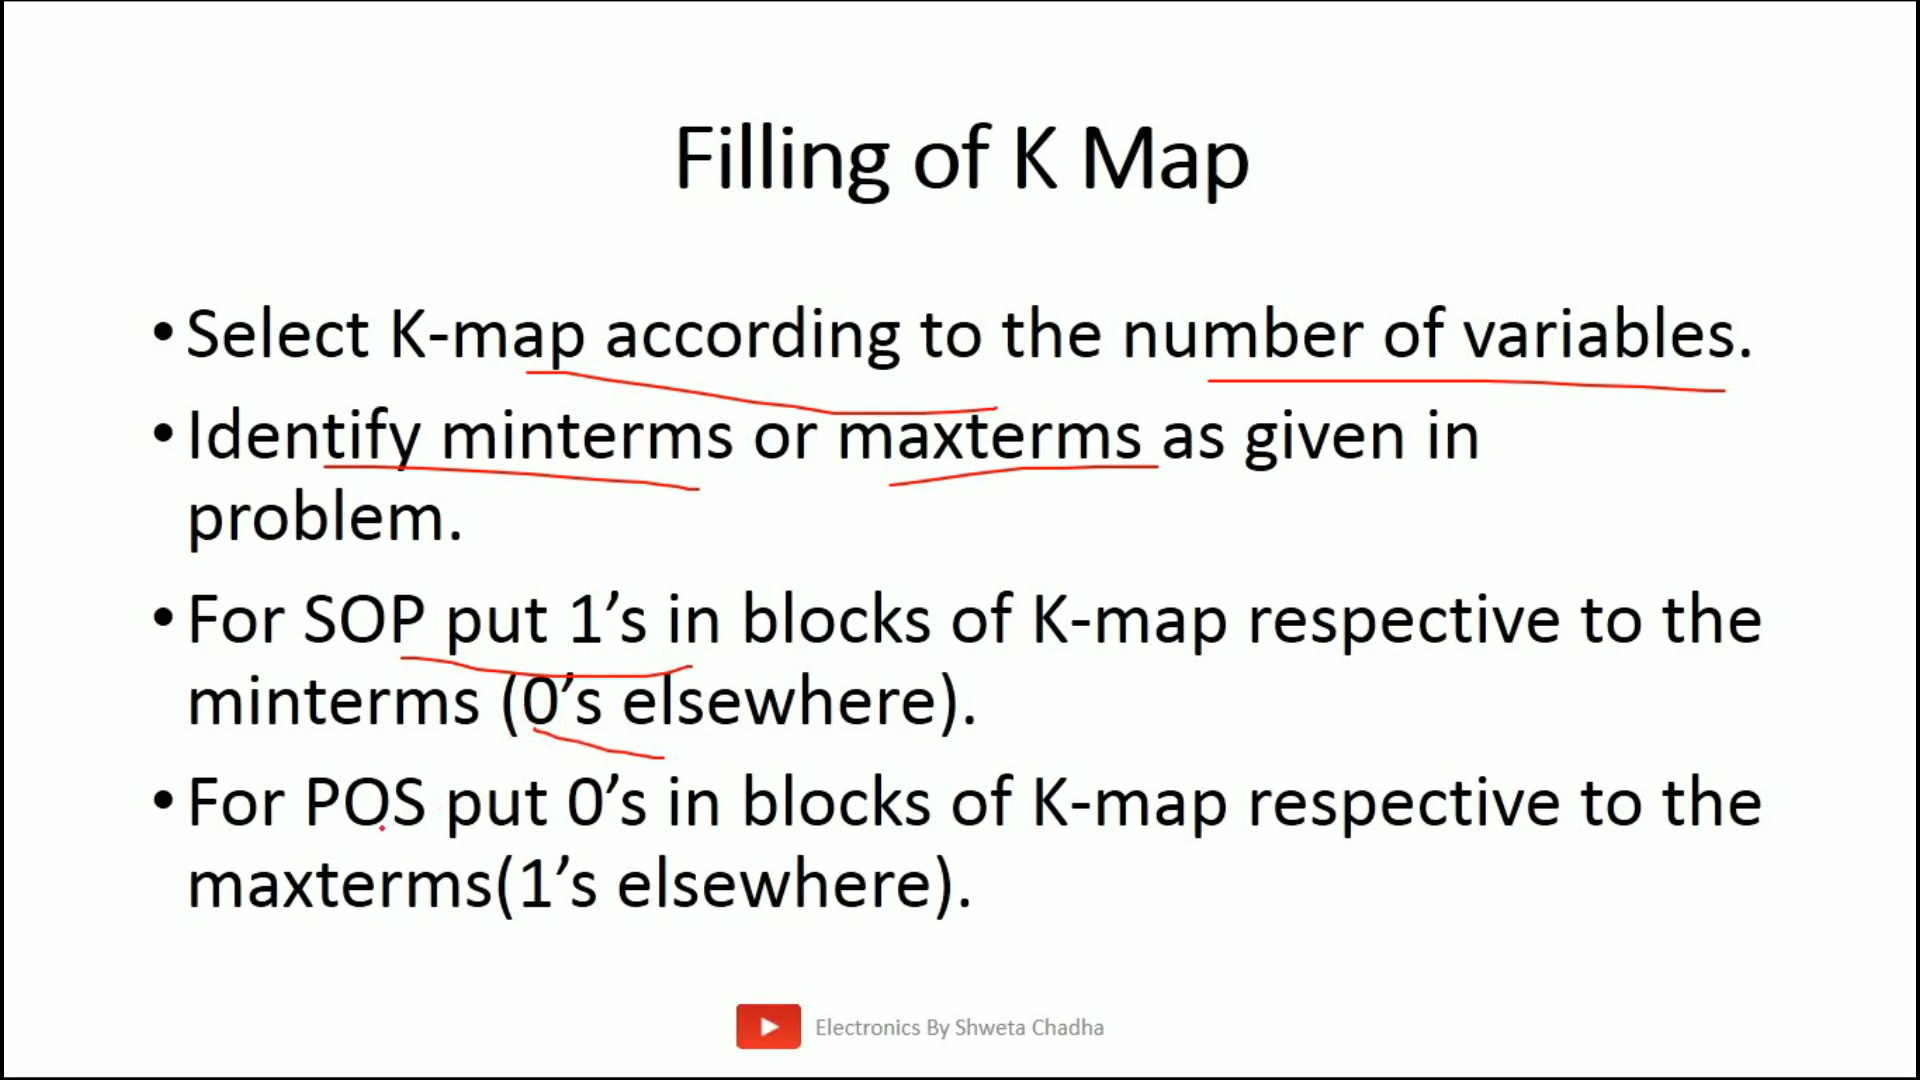 Filling of K Map
•Select K-map according to the number of variables.
•Identify minterms or maxterms as given in
problem.
•For SOP put 1’s in blocks of K-map respective to the
minterms (0’s elsewhere).
•For POS put 0’s in blocks of K-map respective to the
maxterms(1’s elsewhere).
Electronics By Shweta Chadha